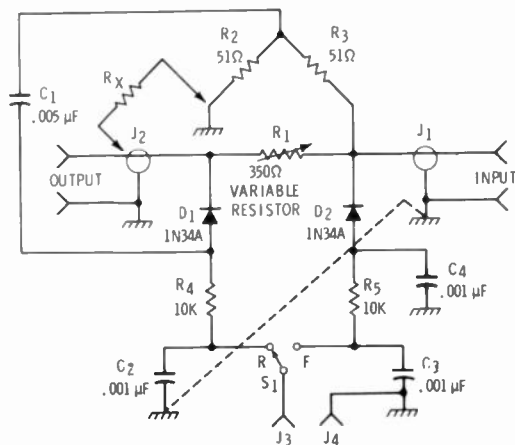 R2
51Ω
R3
51Ω
RX
C1
.005 µF
J2
R1
J1
OUTPUT
350Ω
VARIABLE
RESISTOR
INPUT
D1
1N34A
D2
1N34A
C4
.001 µF
R4
10K
R5
10K
C2
.001 µF
R
F
S1
C3
.001 µF
J3
J4